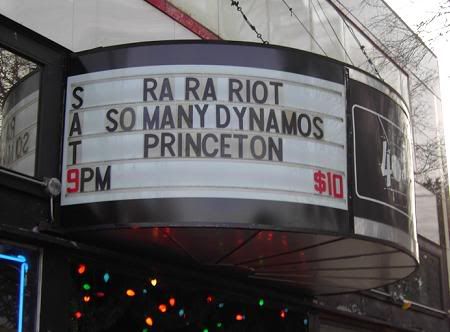 SAT
RA RA RIOT
SO MANY DYNAMOS
PRINCETON
9PM $10